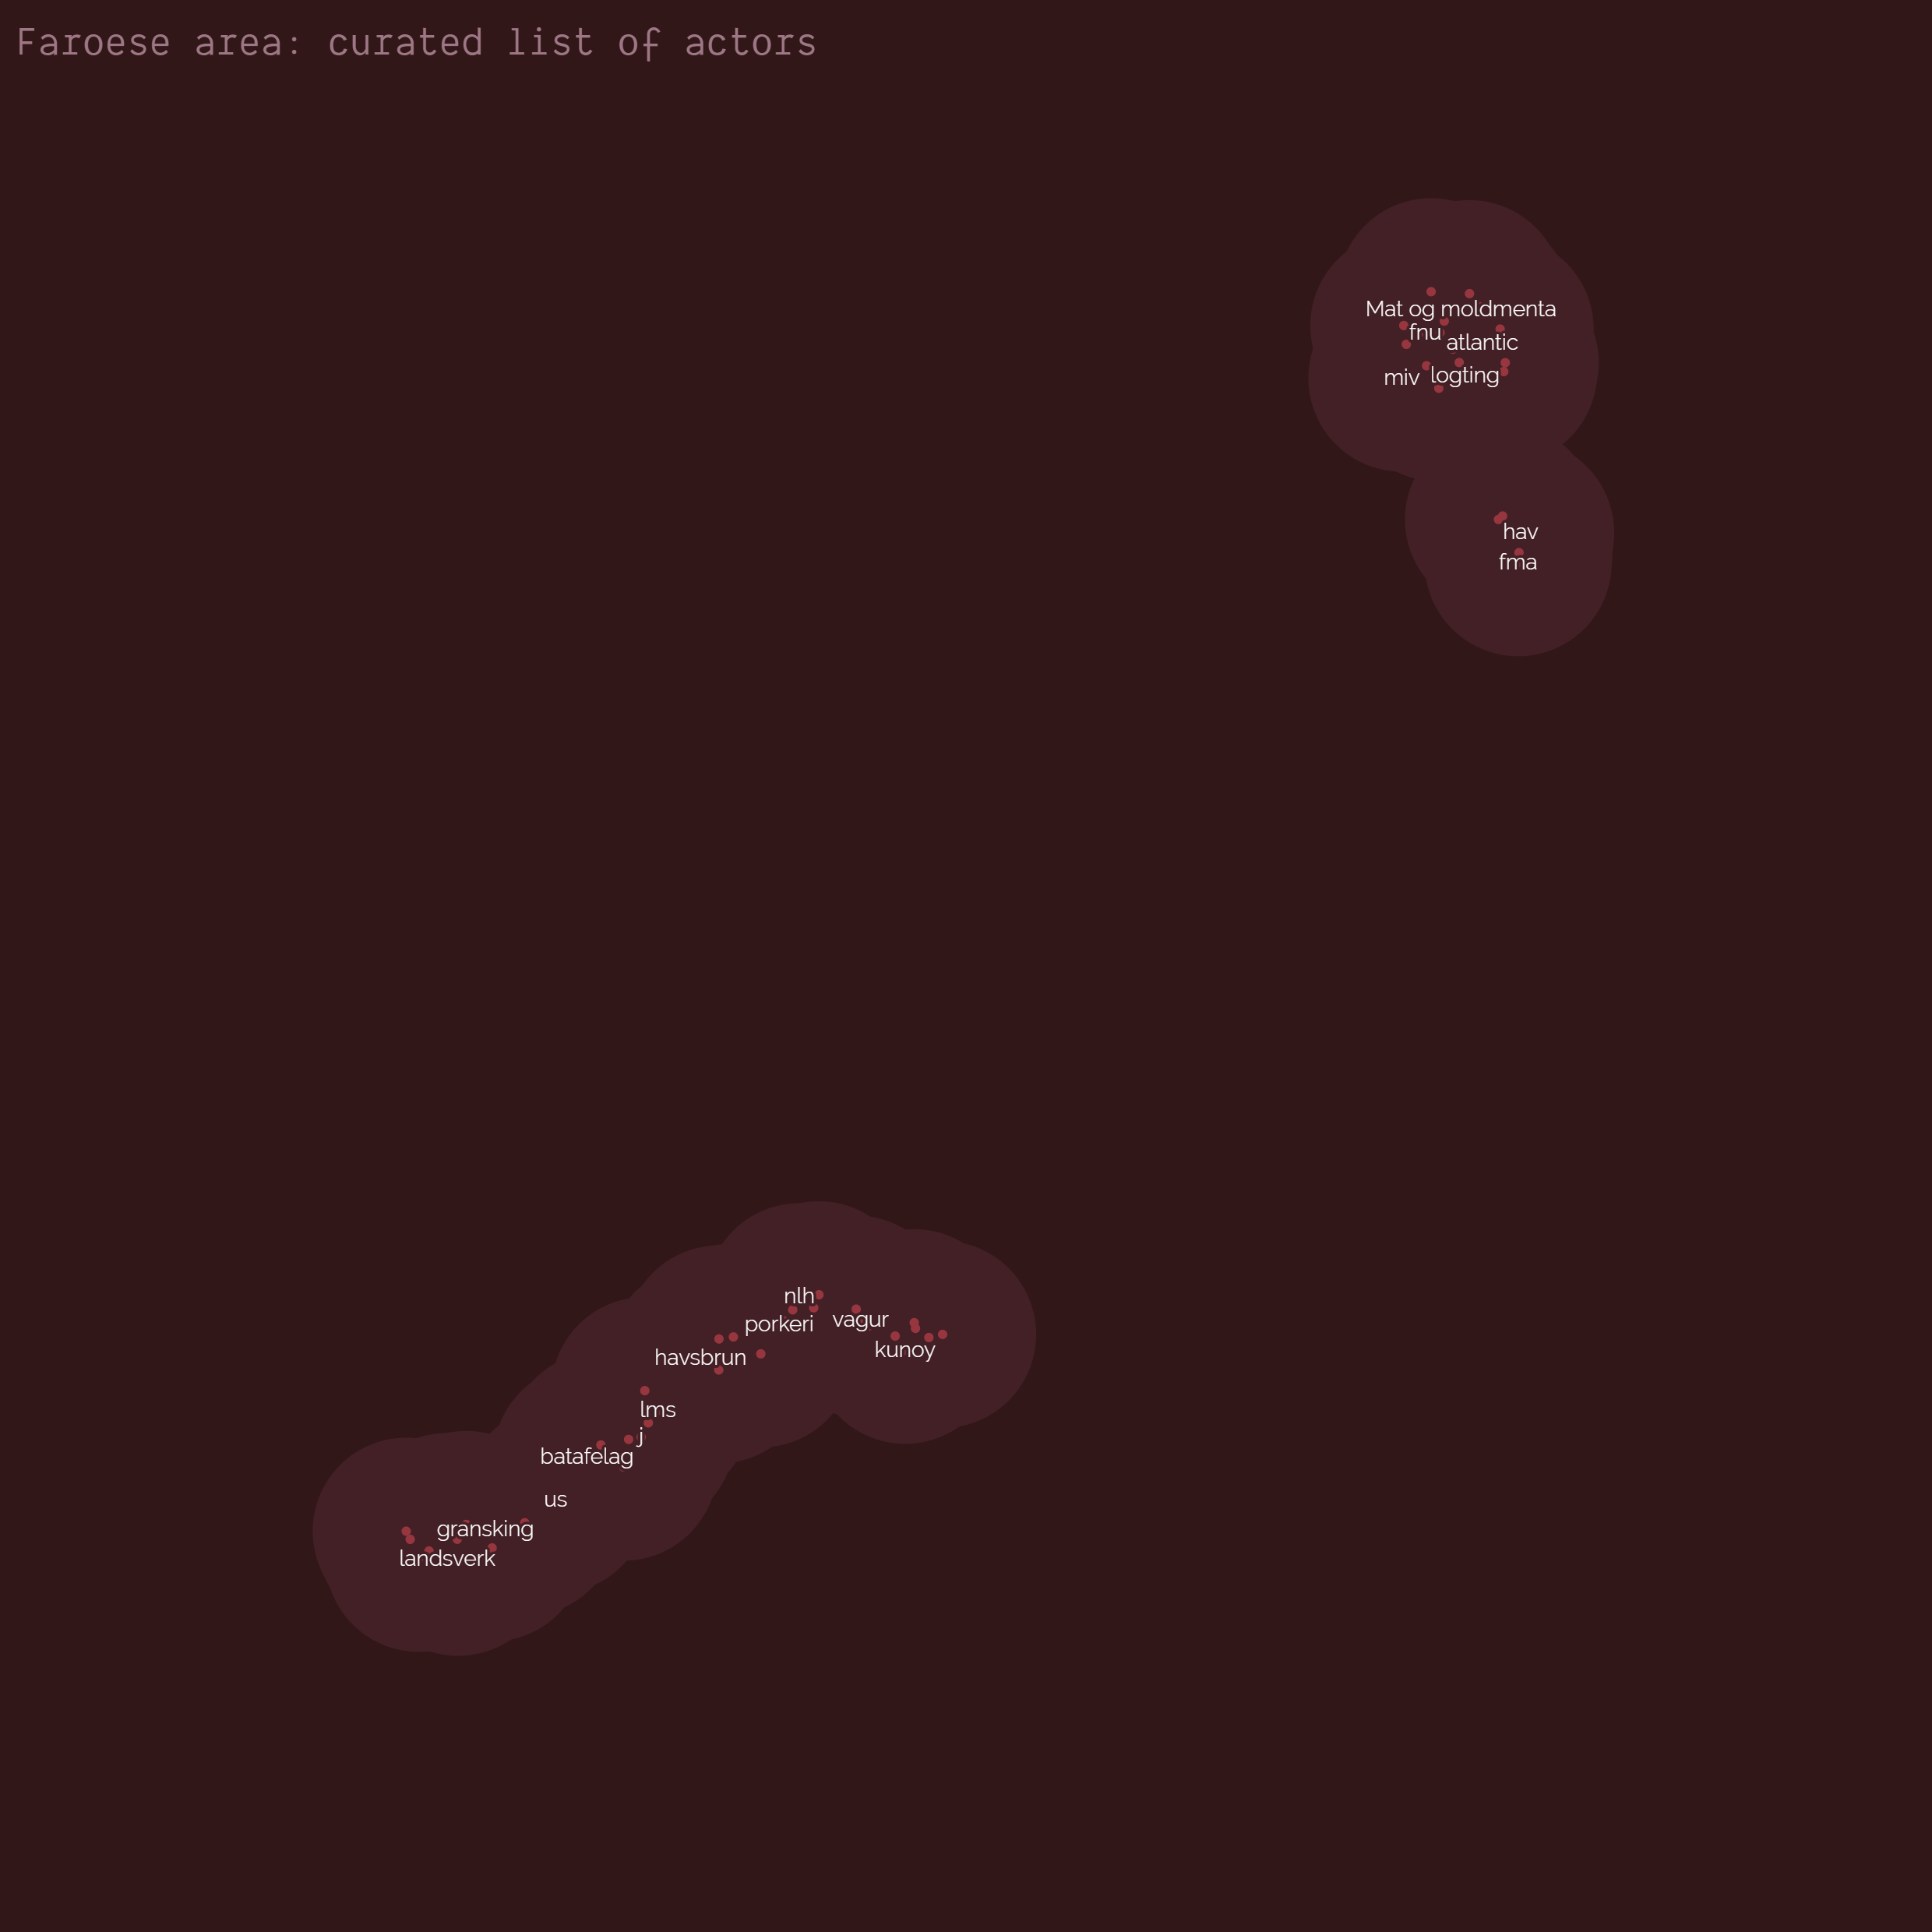 Faroese area: curated list of actors
Mat og moldmenta
fnu
atlantic
miv
logting
hav
fma
nlh
porkeri
vagur
kunoy
havsbrun
lms
j
batafelag
us
gransking
landsverk